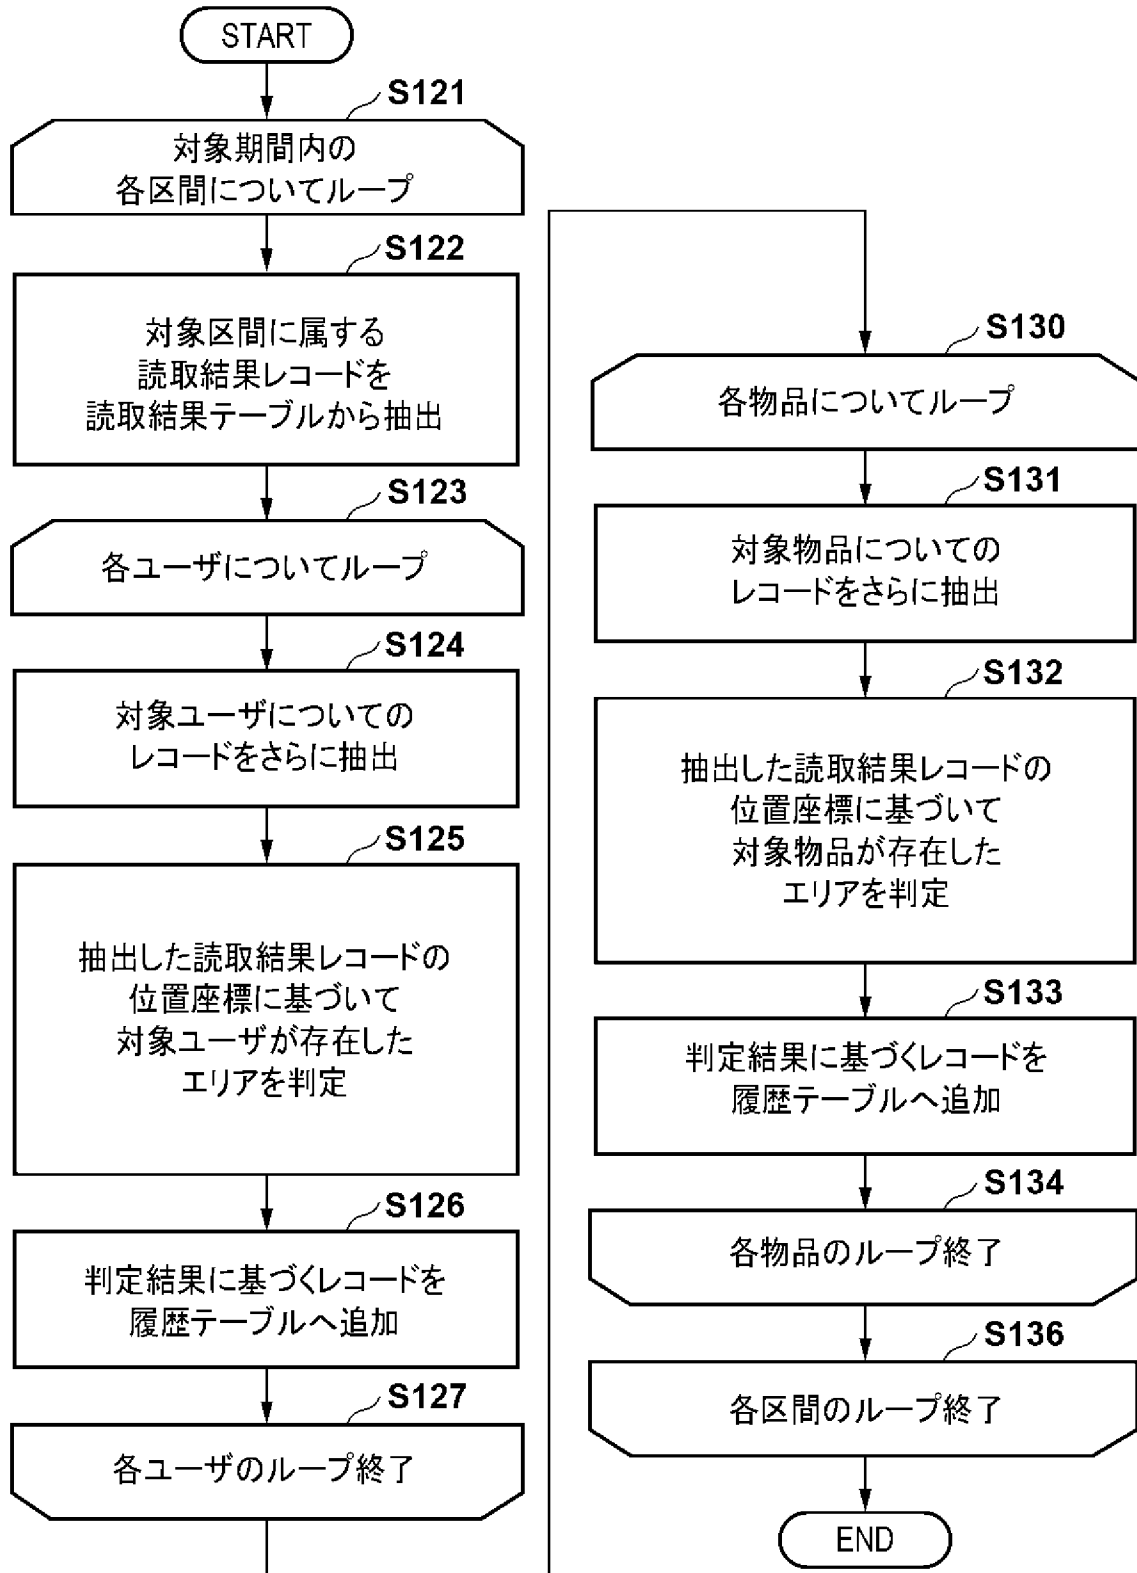 START
S121
対象期間内の
各区間についてループ
S122
対象区間に属する
読取結果レコードを
読取結果テーブルから抽出
S123
各ユーザについてループ
S124
対象ユーザについての
レコードをさらに抽出
S125
抽出した読取結果レコードの
位置座標に基づいて
対象ユーザが存在した
エリアを判定
S126
判定結果に基づくレコードを
履歴テーブルへ追加
S127
各ユーザのループ終了
S130
各物品についてループ
S131
対象物品についての
レコードをさらに抽出
S132
抽出した読取結果レコードの
位置座標に基づいて
対象物品が存在した
エリアを判定
S133
判定結果に基づくレコードを
履歴テーブルへ追加
S134
各物品のループ終了
S136
各区間のループ終了
END